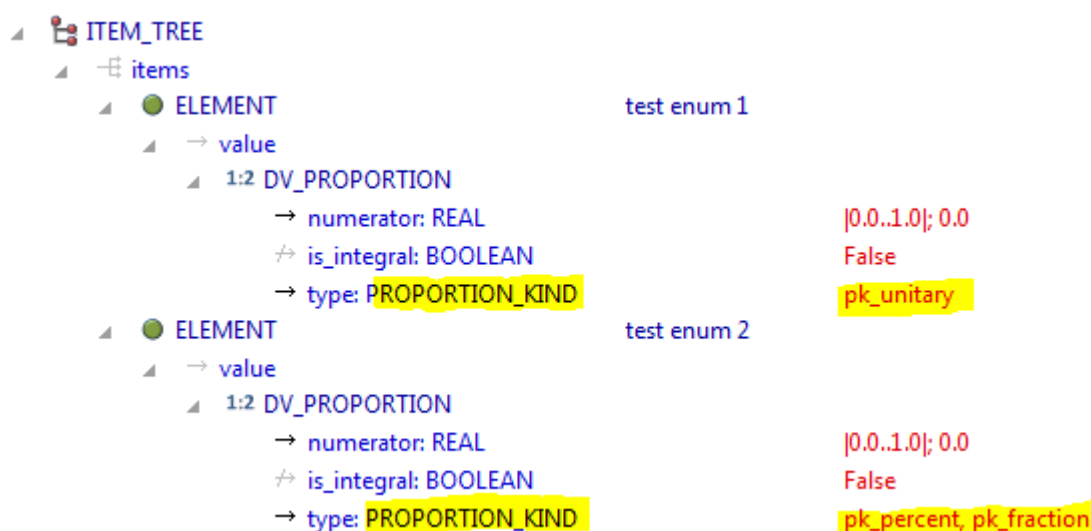 ITEM_TREE
items
ELEMENT test enum 1
value
1:2 DV_PROPORTION
numerator: REAL |0.0..1.0|; 0.0
is_integral: BOOLEAN False
type: PROPORTION_KIND pk_unitary
ELEMENT test enum 2
value
1:2 DV_PROPORTION
numerator: REAL |0.0..1.0|; 0.0
is_integral: BOOLEAN False
type: PROPORTION_KIND pk_percent, pk_fraction